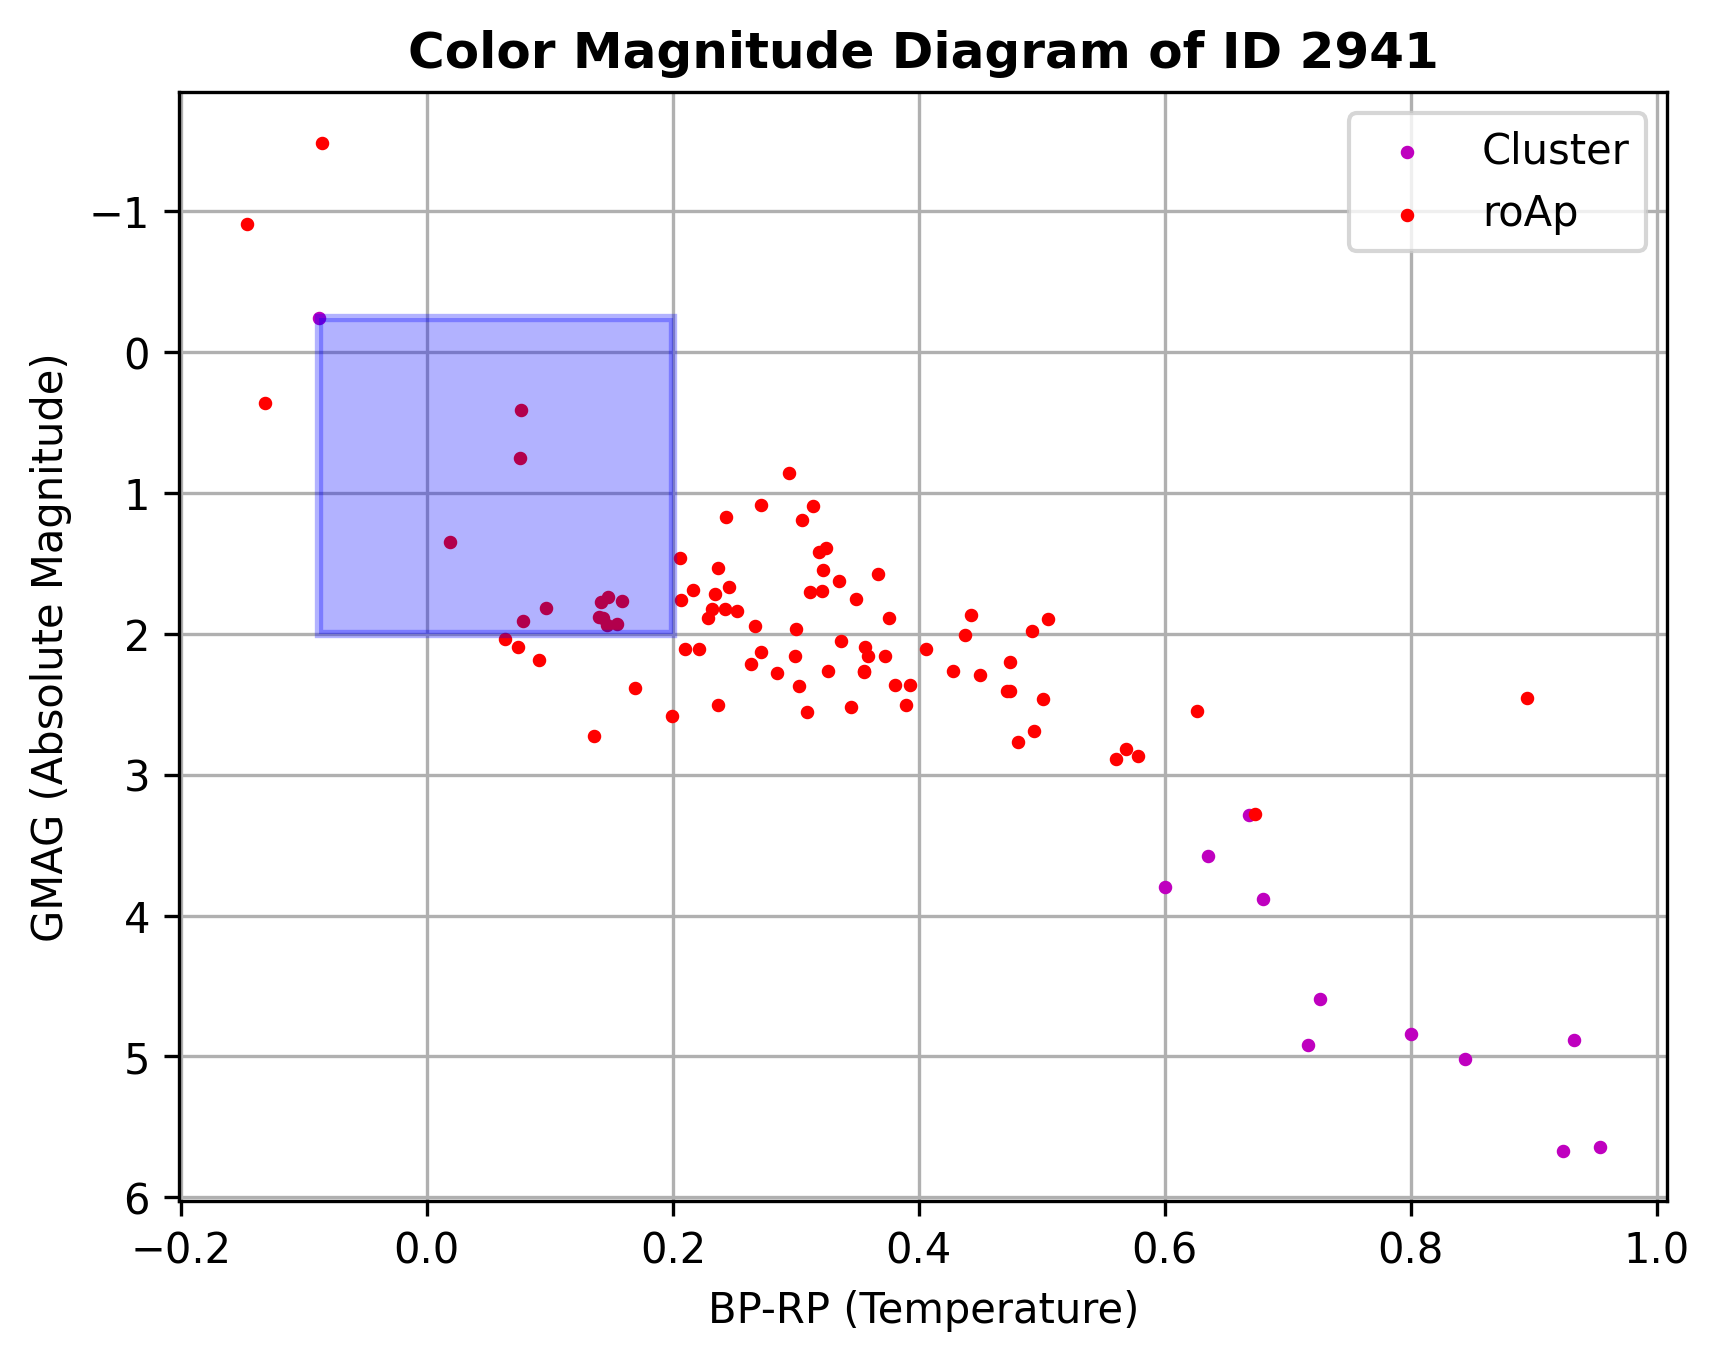 Color Magnitude Diagram of ID 2941
Cluster
roAp
GMAG (Absolute Magnitude)
−1
0
1
2
3
4
5
6
−0.2 0.0 0.2 0.4 0.6 0.8 1.0
BP-RP (Temperature)